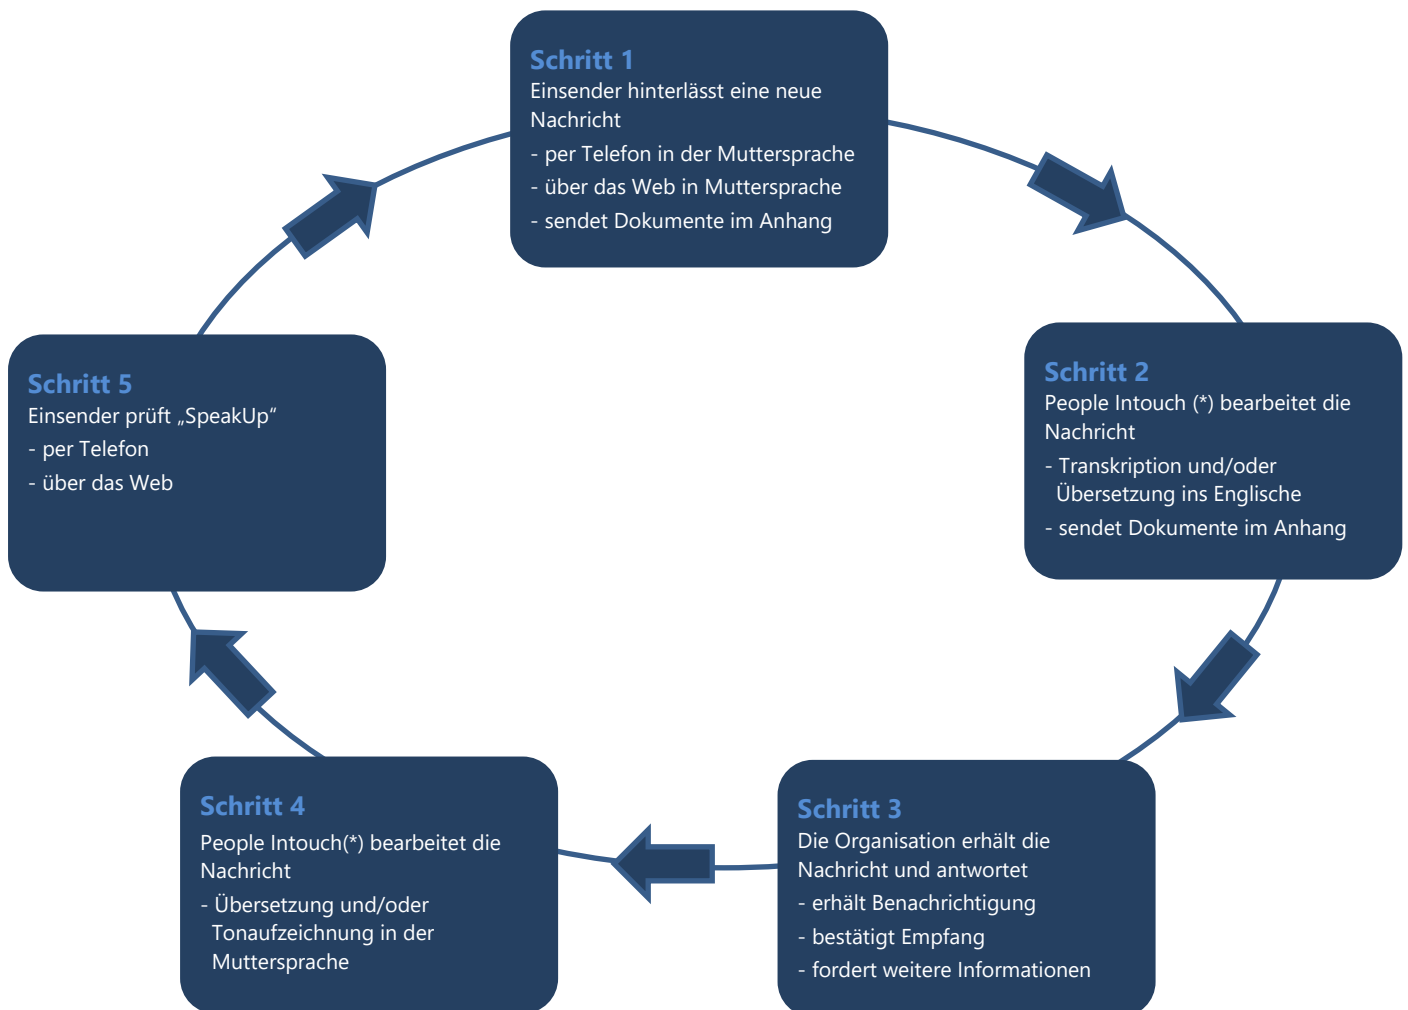 Schritt 1
Einsender hinterlässt eine neue
Nachricht
- per Telefon in der Muttersprache
- über das Web in Muttersprache
- sendet Dokumente im Anhang
Schritt 2
People Intouch (*) bearbeitet die
Nachricht
- Transkription und/oder
Übersetzung ins Englische
- sendet Dokumente im Anhang
Schritt 3
Die Organisation erhält die
Nachricht und antwortet
- erhält Benachrichtigung
- bestätigt Empfang
- fordert weitere Informationen
Schritt 4
People Intouch(*) bearbeitet die
Nachricht
- Übersetzung und/oder
Tonaufzeichnung in der
Muttersprache
Schritt 5
Einsender prüft „SpeakUp“
- per Telefon
- über das Web